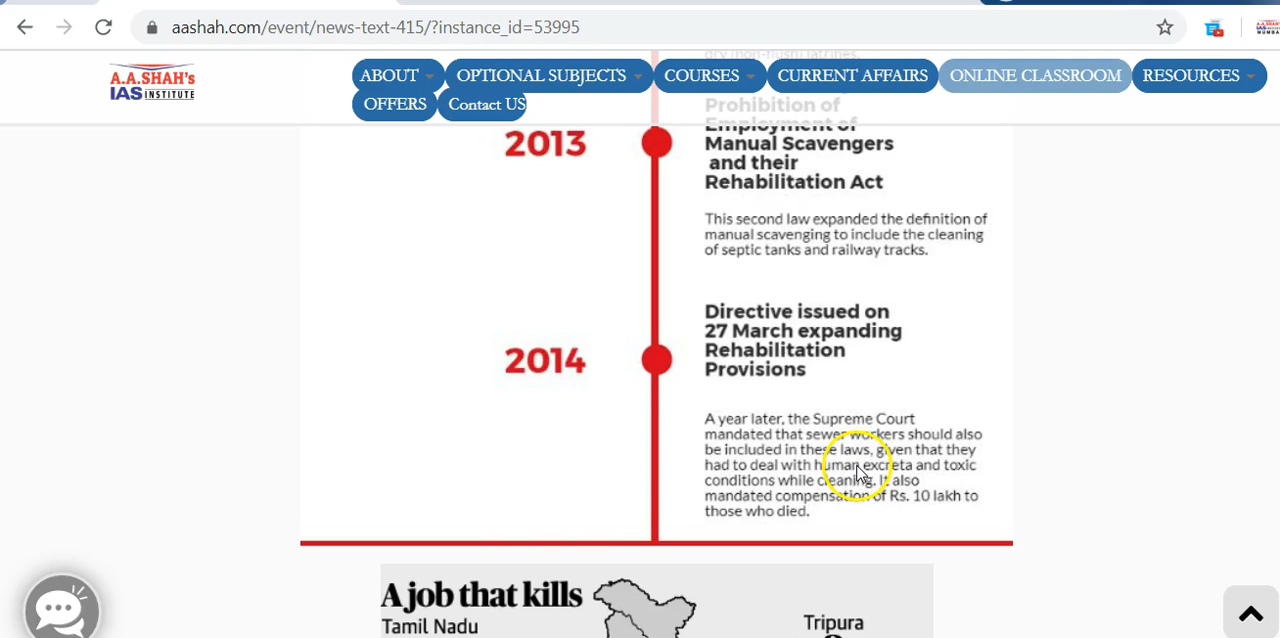 aashah.com/event/news-text-415/?instance_id=53995
A.A.SHAH's
IAS INSTITUTE
ABOUT OPTIONAL SUBJECTS COURSES CURRENT AFFAIRS ONLINE CLASSROOM RESOURCES
OFFERS Contact US
dry (non-flush) latrines.
Prohibition of
Employment of
2013
Manual Scavengers
and their
Rehabilitation Act
This second law expanded the definition of
manual scavenging to include the cleaning
of septic tanks and railway tracks.
2014
Directive issued on
27 March expanding
Rehabilitation
Provisions
A year later, the Supreme Court
mandated that sewer workers should also
be included in these laws, given that they
had to deal with human excreta and toxic
conditions while cleaning. It also
mandated compensation of Rs. 10 lakh to
those who died.
A job that kills
Tamil Nadu
Tripura